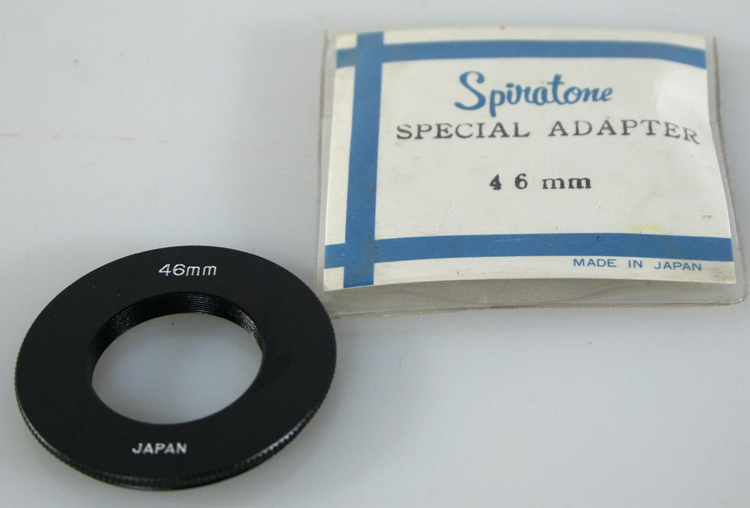 Spiratone
SPECIAL ADAPTER
46 mm
MADE IN JAPAN
46mm
JAPAN